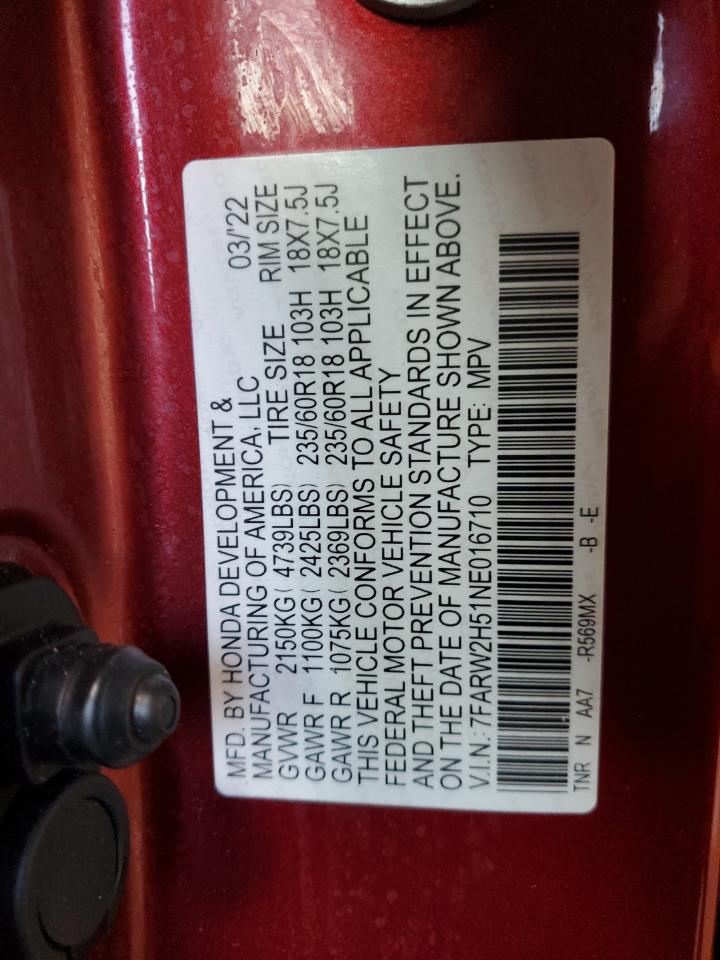 MFD. BY HONDA DEVELOPMENT &
MANUFACTURING OF AMERICA, LLC 03/'22
GVWR 2150KG( 4739LBS) TIRE SIZE RIM SIZE
GAWR F 1100KG( 2425LBS) 235/60R18 103H 18X7.5J
GAWR R 1075KG( 2369LBS) 235/60R18 103H 18X7.5J
THIS VEHICLE CONFORMS TO ALL APPLICABLE
FEDERAL MOTOR VEHICLE SAFETY
AND THEFT PREVENTION STANDARDS IN EFFECT
ON THE DATE OF MANUFACTURE SHOWN ABOVE.
V.I.N.: 7FARW2H51NE016710 TYPE: MPV
TNR N AA7 -R569MX -B -E